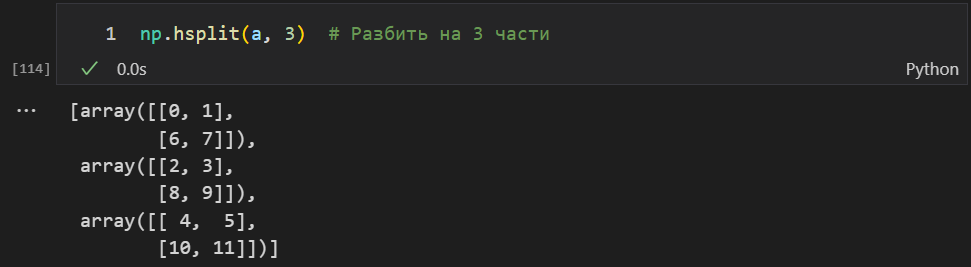 1 np.hsplit(a, 3)  # Разбить на 3 части
[114] ✓ 0.0s Python
... [array([[0, 1],
        [6, 7]]),
 array([[2, 3],
        [8, 9]]),
 array([[ 4,  5],
        [10, 11]])]